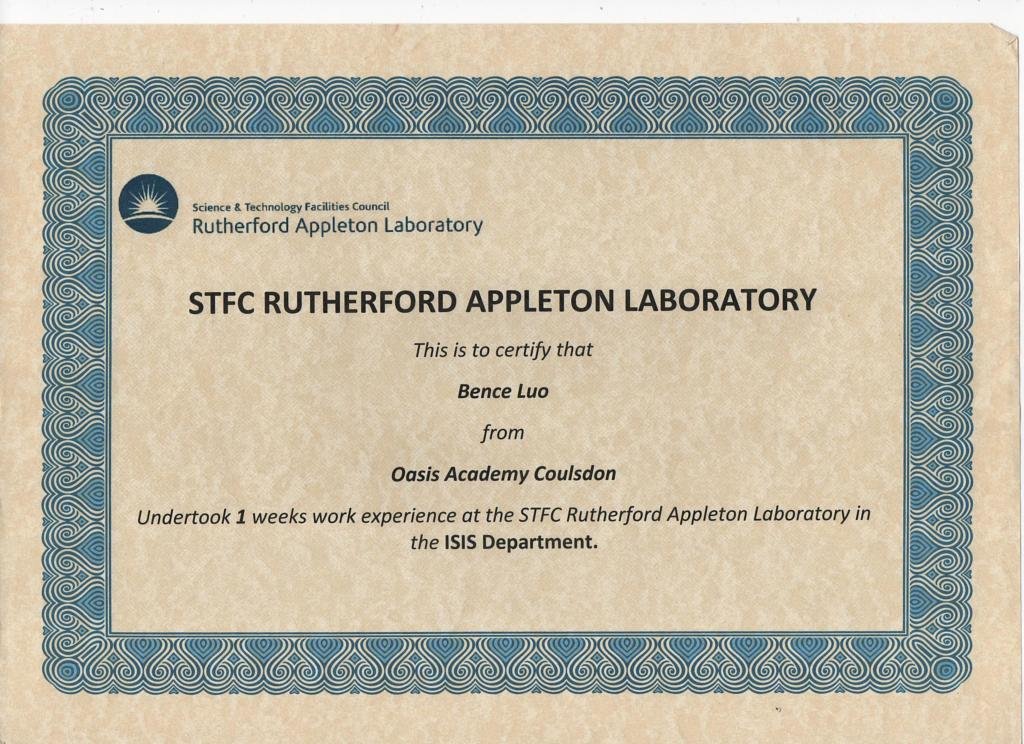 Science & Technology Facilities Council
Rutherford Appleton Laboratory
STFC RUTHERFORD APPLETON LABORATORY
This is to certify that
Bence Luo
from
Oasis Academy Coulsdon
Undertook 1 weeks work experience at the STFC Rutherford Appleton Laboratory in
the ISIS Department.